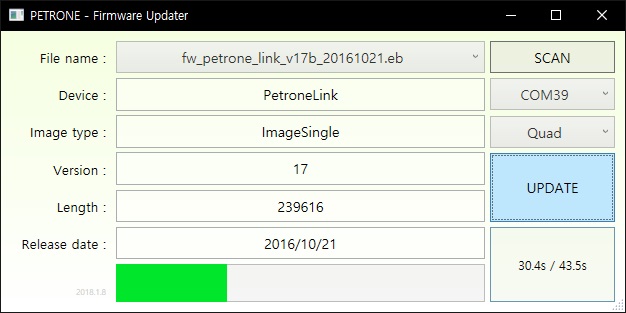 PETRONE - Firmware Updater
File name : fw_petrone_link_v17b_20161021.eb SCAN
Device : PetroneLink COM39
Image type : ImageSingle Quad
Version : 17 UPDATE
Length : 239616
Release date : 2016/10/21
30.4s / 43.5s
2018.1.8